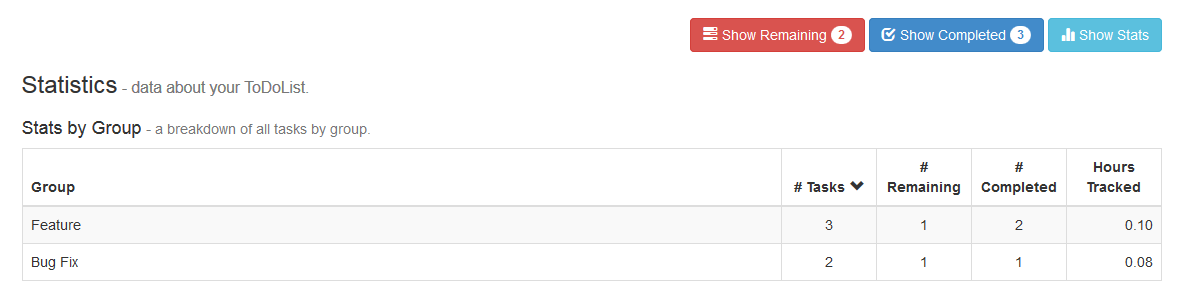 Show Remaining 2 Show Completed 3 Show Stats
Statistics - data about your ToDoList.
Stats by Group - a breakdown of all tasks by group.
Group # Tasks # Remaining # Completed Hours Tracked
Feature 3 1 2 0.10
Bug Fix 2 1 1 0.08